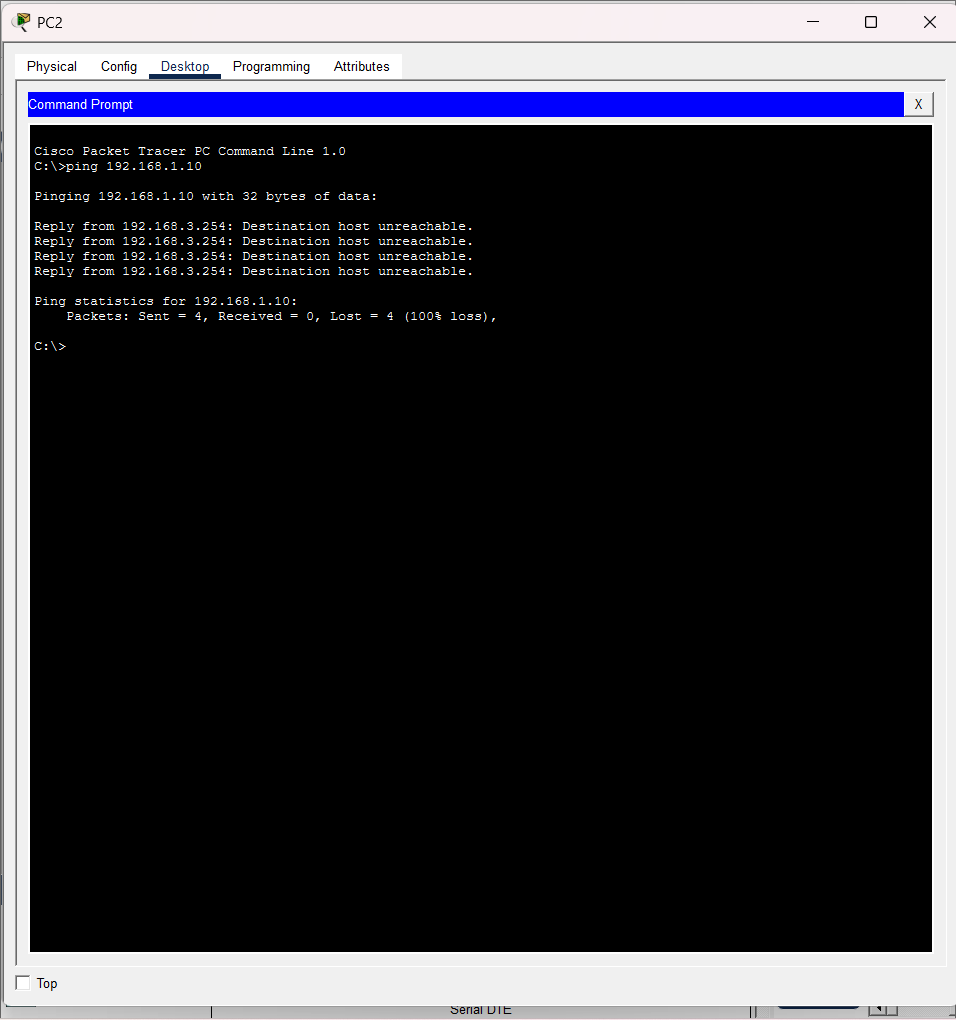 PC2
Physical Config Desktop Programming Attributes
Command Prompt
X
Cisco Packet Tracer PC Command Line 1.0
C:\>ping 192.168.1.10
Pinging 192.168.1.10 with 32 bytes of data:
Reply from 192.168.3.254: Destination host unreachable.
Reply from 192.168.3.254: Destination host unreachable.
Reply from 192.168.3.254: Destination host unreachable.
Reply from 192.168.3.254: Destination host unreachable.
Ping statistics for 192.168.1.10:
Packets: Sent = 4, Received = 0, Lost = 4 (100% loss),
C:\>
Top
Serial DTE